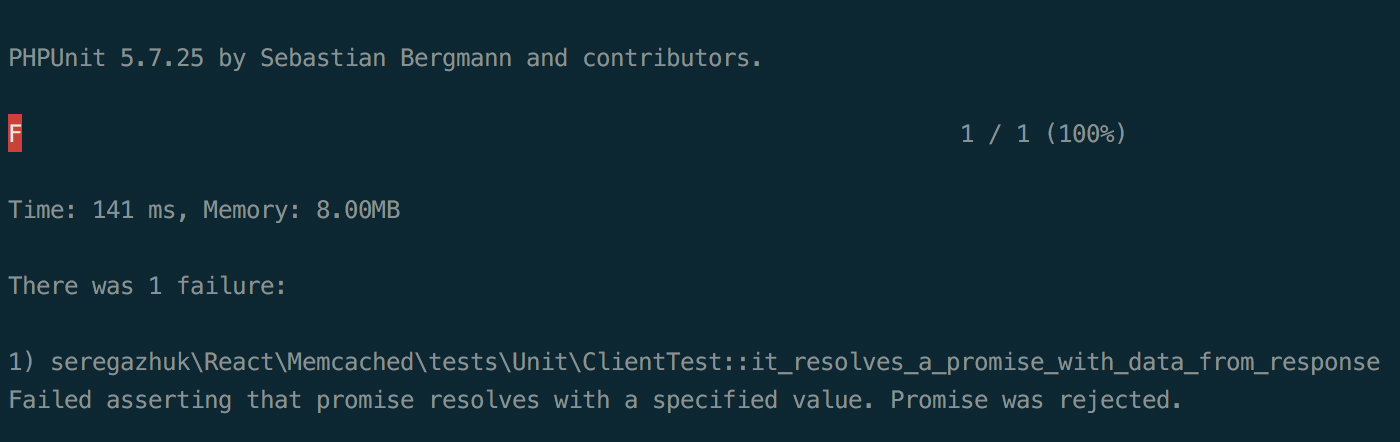 PHPUnit 5.7.25 by Sebastian Bergmann and contributors.
F 1 / 1 (100%)
Time: 141 ms, Memory: 8.00MB
There was 1 failure:
1) seregazhuk\React\Memcached\tests\Unit\ClientTest::it_resolves_a_promise_with_data_from_response
Failed asserting that promise resolves with a specified value. Promise was rejected.